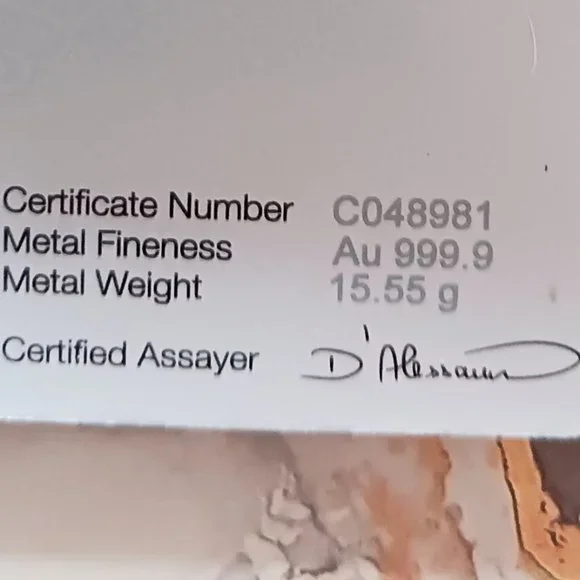 Certificate Number C048981
Metal Fineness Au 999.9
Metal Weight 15.55 g
Certified Assayer